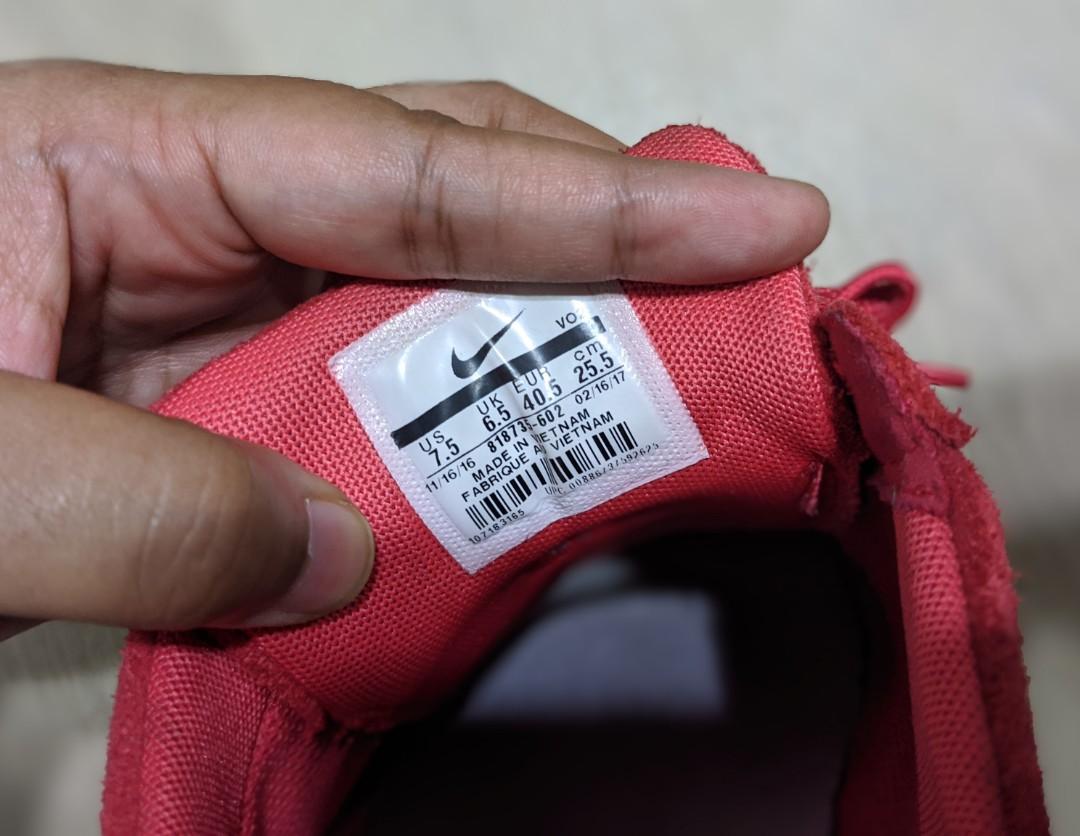 US UK EUR cm
7.5 6.5 40.5 25.5
11/16/16 818735-602 02/16/17
MADE IN VIETNAM
FABRIQUE AU VIETNAM
107183165